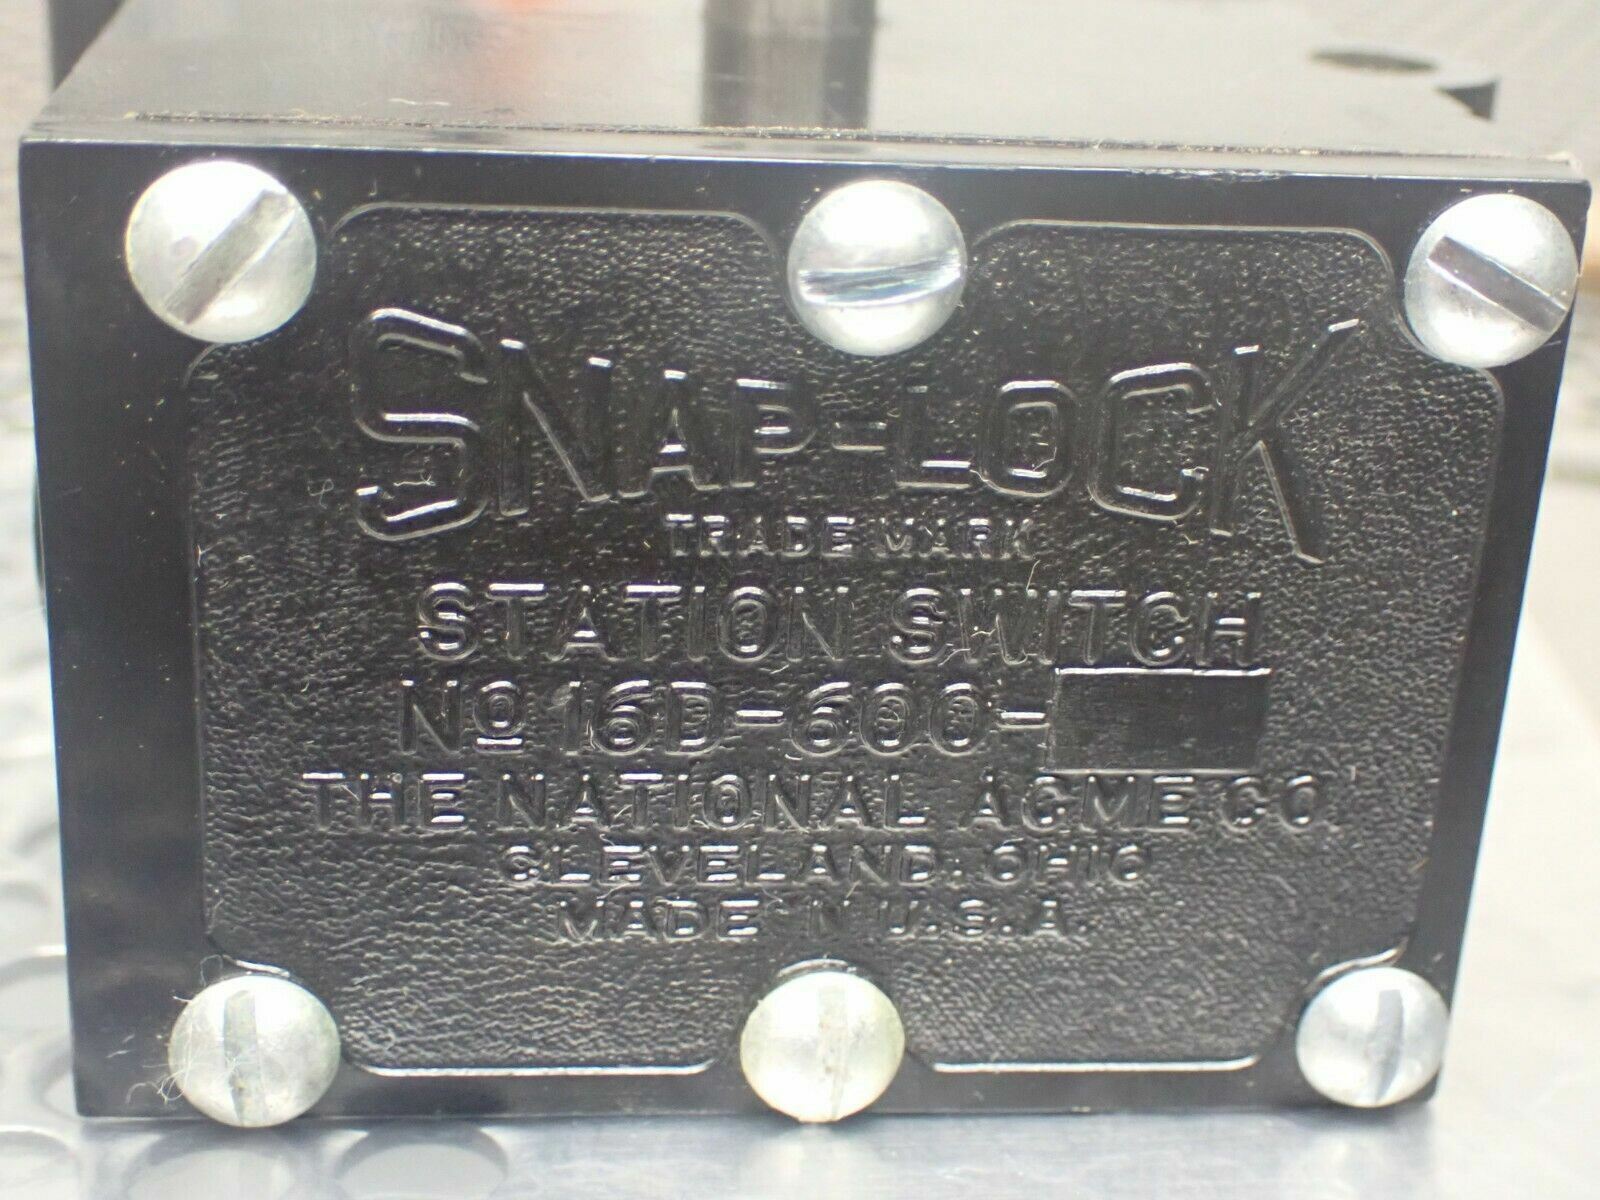 SNAP-LOCK
TRADE MARK
STATION SWITCH
No 16D-600-
THE NATIONAL ACME CO.
CLEVELAND, OHIO
MADE IN U.S.A.